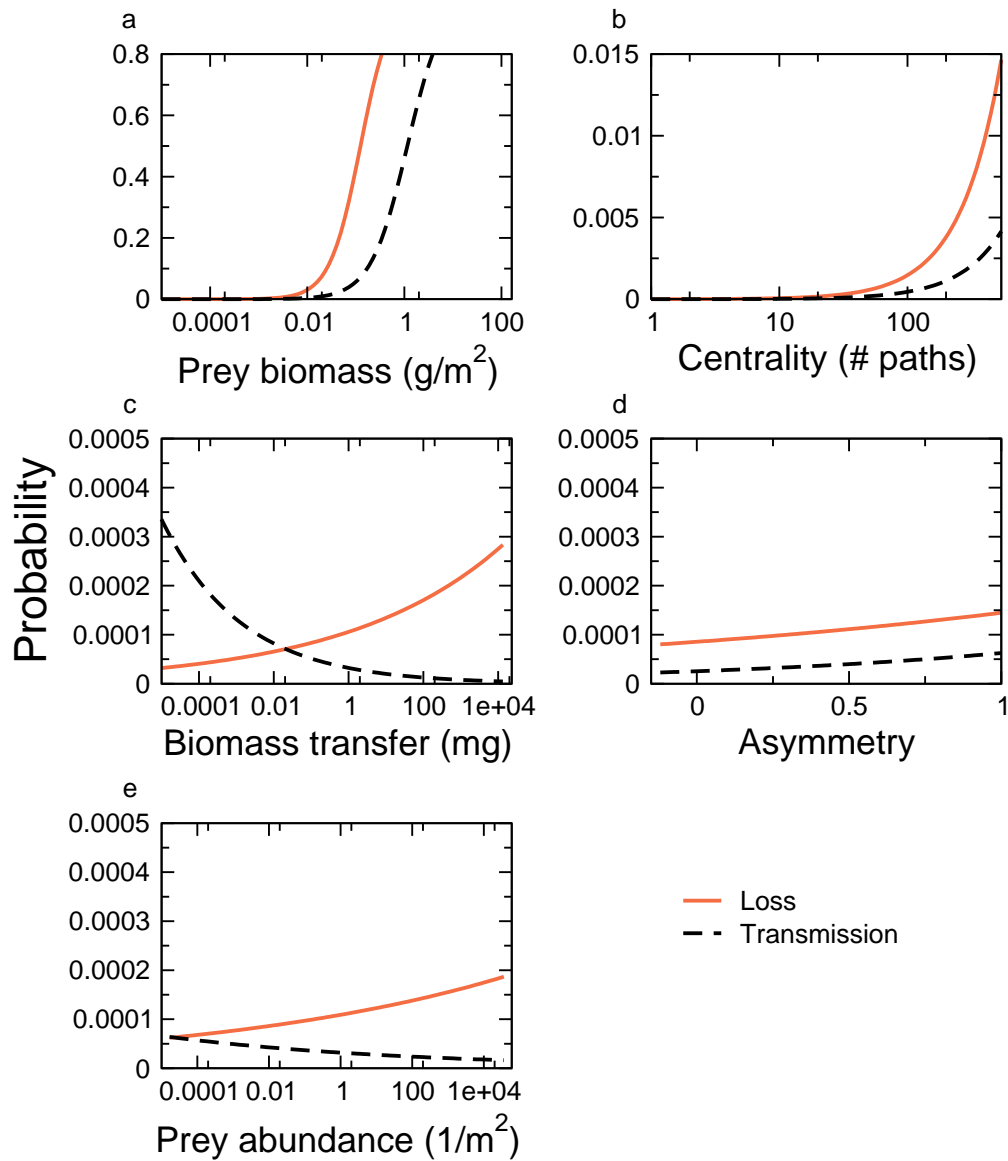 a
0.8
0.6
0.4
0.2
0
0.0001 0.01 1 100
Prey biomass (g/m²)
b
0.015
0.01
0.005
0
1 10 100
Centrality (# paths)
Probability
c
0.0005
0.0004
0.0003
0.0002
0.0001
0
0.0001 0.01 1 100 1e+04
Biomass transfer (mg)
d
0.0005
0.0004
0.0003
0.0002
0.0001
0
0 0.5 1
Asymmetry
e
0.0005
0.0004
0.0003
0.0002
0.0001
0
0.0001 0.01 1 100 1e+04
Prey abundance (1/m²)
Loss
Transmission